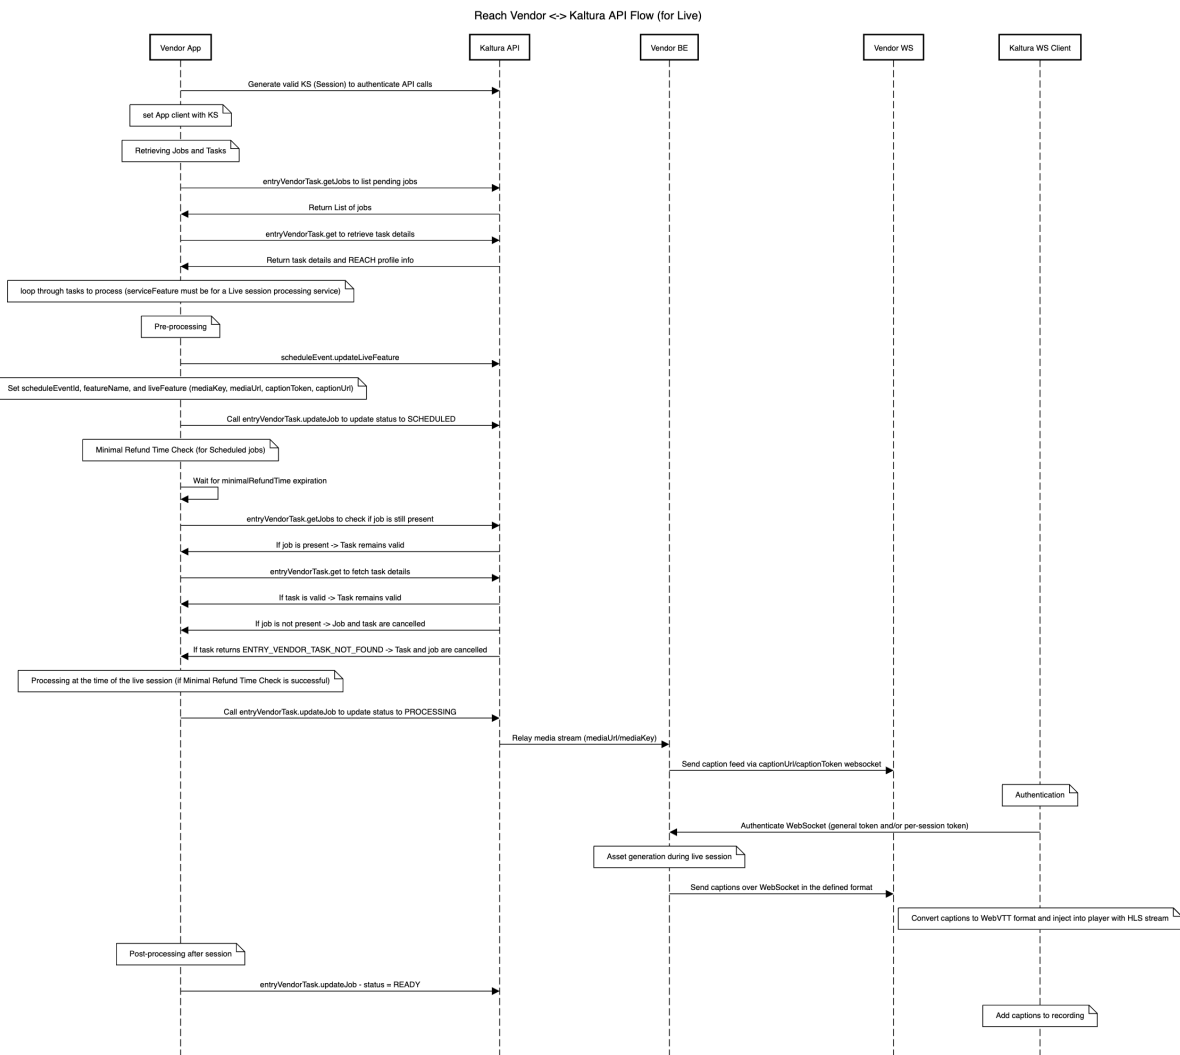 Reach Vendor <-> Kaltura API Flow (for Live)
Vendor App
Kaltura API
Vendor BE
Vendor WS
Kaltura WS Client
Generate valid KS (Session) to authenticate API calls
set App client with KS
Retrieving Jobs and Tasks
entryVendorTask.getJobs to list pending jobs
Return List of jobs
entryVendorTask.get to retrieve task details
Return task details and REACH profile info
loop through tasks to process (serviceFeature must be for a Live session processing service)
Pre-processing
scheduleEvent.updateLiveFeature
Set scheduleEventId, featureName, and liveFeature (mediaKey, mediaUrl, captionToken, captionUrl)
Call entryVendorTask.updateJob to update status to SCHEDULED
Minimal Refund Time Check (for Scheduled jobs)
Wait for minimalRefundTime expiration
entryVendorTask.getJobs to check if job is still present
If job is present -> Task remains valid
entryVendorTask.get to fetch task details
If task is valid -> Task remains valid
If job is not present -> Job and task are cancelled
If task returns ENTRY_VENDOR_TASK_NOT_FOUND -> Task and job are cancelled
Processing at the time of the live session (if Minimal Refund Time Check is successful)
Call entryVendorTask.updateJob to update status to PROCESSING
Relay media stream (mediaUrl/mediaKey)
Send caption feed via captionUrl/captionToken websocket
Authentication
Authenticate WebSocket (general token and/or per-session token)
Asset generation during live session
Send captions over WebSocket in the defined format
Convert captions to WebVTT format and inject into player with HLS stream
Post-processing after session
entryVendorTask.updateJob - status = READY
Add captions to recording